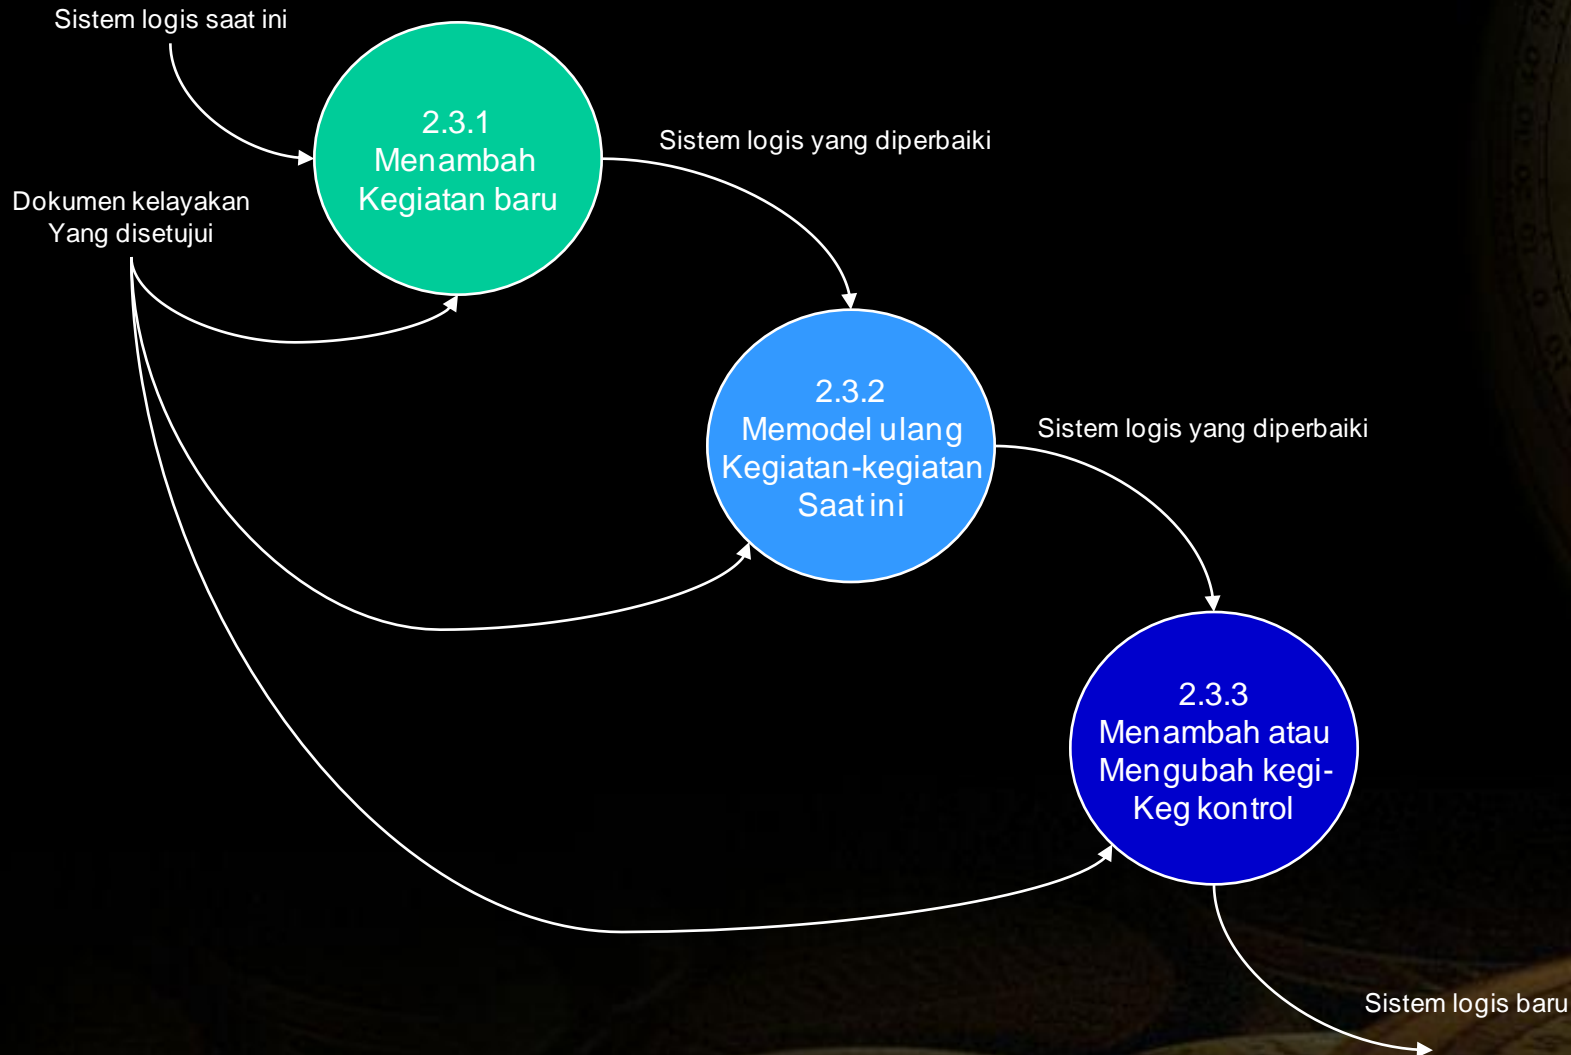 Sistem logis saat ini
2.3.1
Menambah
Kegiatan baru
Sistem logis yang diperbaiki
Dokumen kelayakan
Yang disetujui
2.3.2
Memodel ulang
Kegiatan-kegiatan
Saat ini
Sistem logis yang diperbaiki
2.3.3
Menambah atau
Mengubah kegi-
Keg kontrol
Sistem logis baru